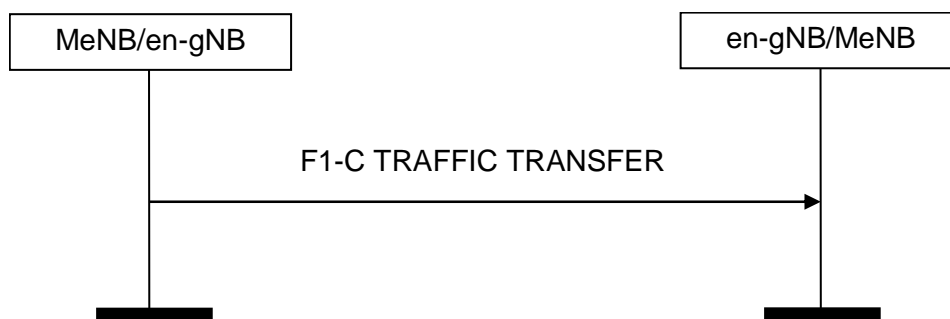 MeNB/en-gNB
en-gNB/MeNB
F1-C TRAFFIC TRANSFER